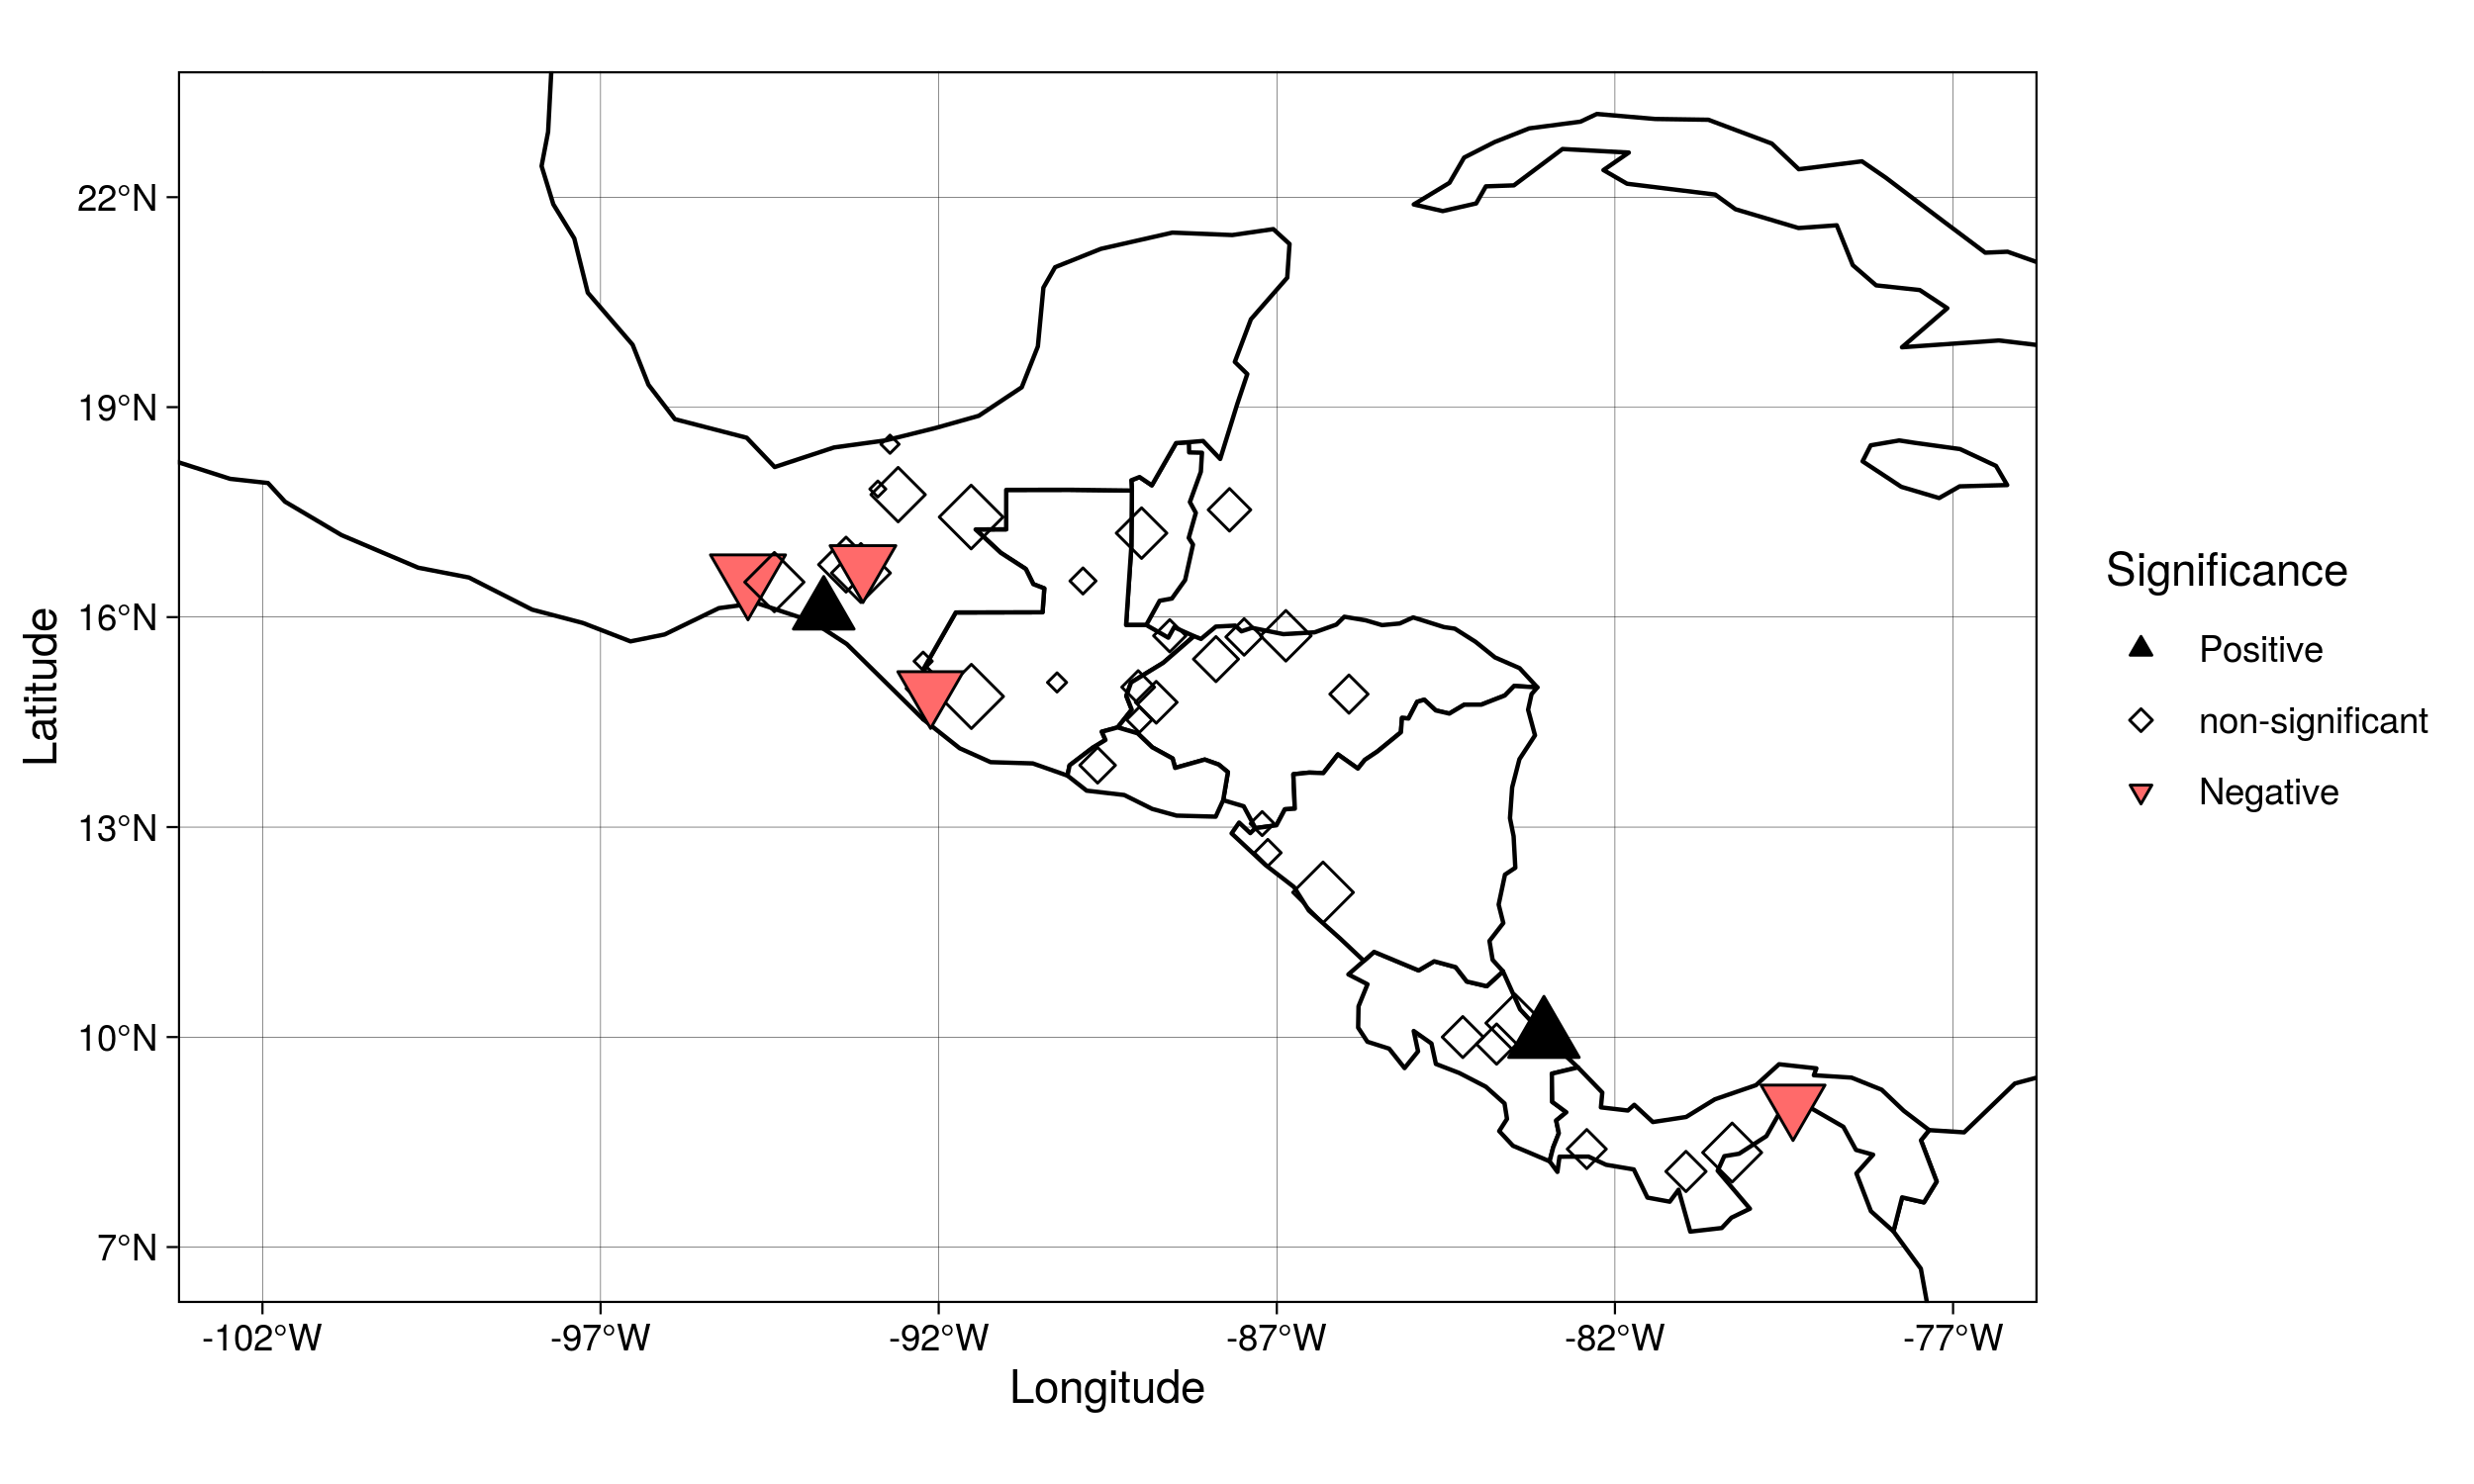 22°N
19°N
16°N
13°N
10°N
7°N
Latitude
-102°W
-97°W
-92°W
-87°W
-82°W
-77°W
Longitude
Significance
Positive
non-significant
Negative